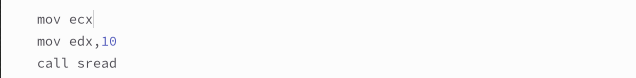 mov ecx
mov edx,10
call sread